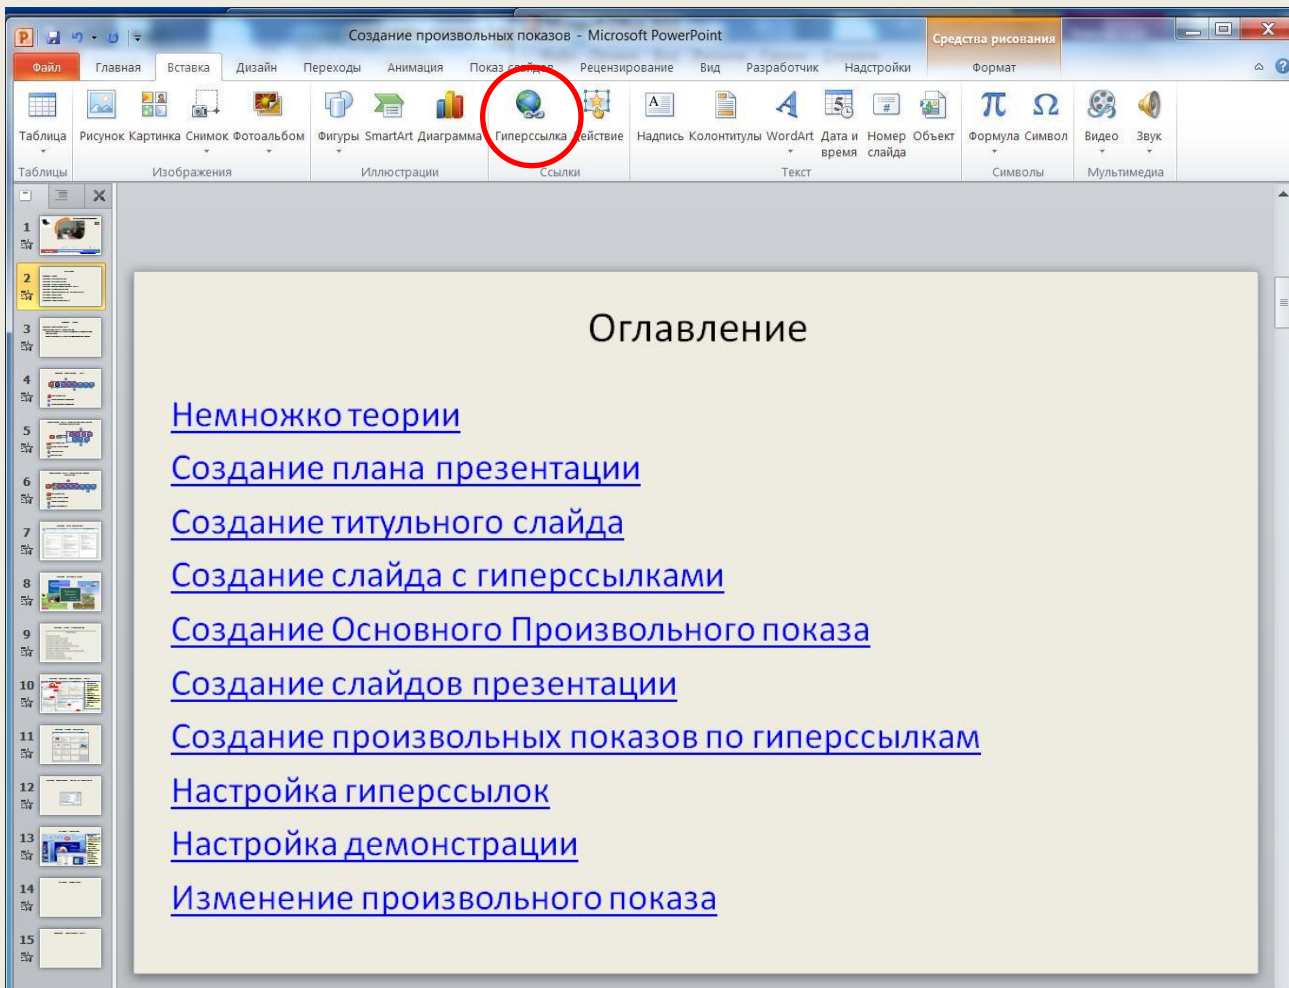 Создание произвольных показов - Microsoft PowerPoint
Средства рисования
Файл Главная Вставка Дизайн Переходы Анимация Показ слайдов Рецензирование Вид Разработчик Надстройки Формат
Таблица Рисунок Картинка Снимок Фотоальбом Фигуры SmartArt Диаграмма Гиперссылка Действие Надпись Колонтитулы WordArt Дата и время Номер слайда Объект Формула Символ Видео Звук
Таблицы Изображения Иллюстрации Ссылки Текст Символы Мультимедиа
1
2
3
4
5
6
7
8
9
10
11
12
13
14
15
Оглавление
Немножко теории
Создание плана презентации
Создание титульного слайда
Создание слайда с гиперссылками
Создание Основного Произвольного показа
Создание слайдов презентации
Создание произвольных показов по гиперссылкам
Настройка гиперссылок
Настройка демонстрации
Изменение произвольного показа